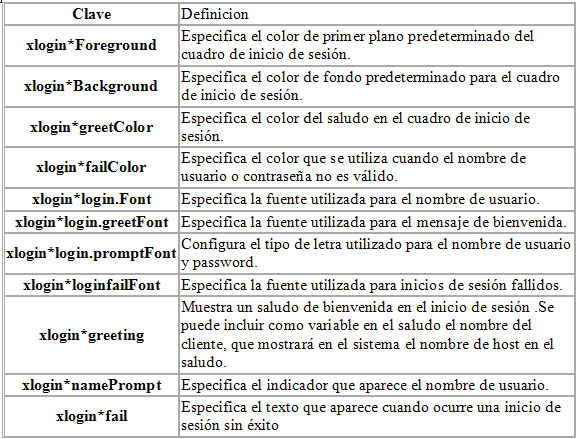 Clave Definicion
xlogin*Foreground Especifica el color de primer plano predeterminado del
cuadro de inicio de sesión.
xlogin*Background Especifica el color de fondo predeterminado para el cuadro
de inicio de sesión.
xlogin*greetColor Especifica el color del saludo en el cuadro de inicio de
sesión.
xlogin*failColor Especifica el color que se utiliza cuando el nombre de
usuario o contraseña no es válido.
xlogin*login.Font Especifica la fuente utilizada para el nombre de usuario.
xlogin*login.greetFont Especifica la fuente utilizada para el mensaje de bienvenida.
xlogin*login.promptFont Configura el tipo de letra utilizado para el nombre de usuario
y password.
xlogin*loginfailFont Especifica la fuente utilizada para inicios de sesión fallidos.
xlogin*greeting Muestra un saludo de bienvenida en el inicio de sesión .Se
puede incluir como variable en el saludo el nombre del
cliente, que mostrará en el sistema el nombre de host en el
saludo.
xlogin*namePrompt Especifica el indicador que aparece el nombre de usuario.
xlogin*fail Especifica el texto que aparece cuando ocurre una inicio de
sesión sin éxito